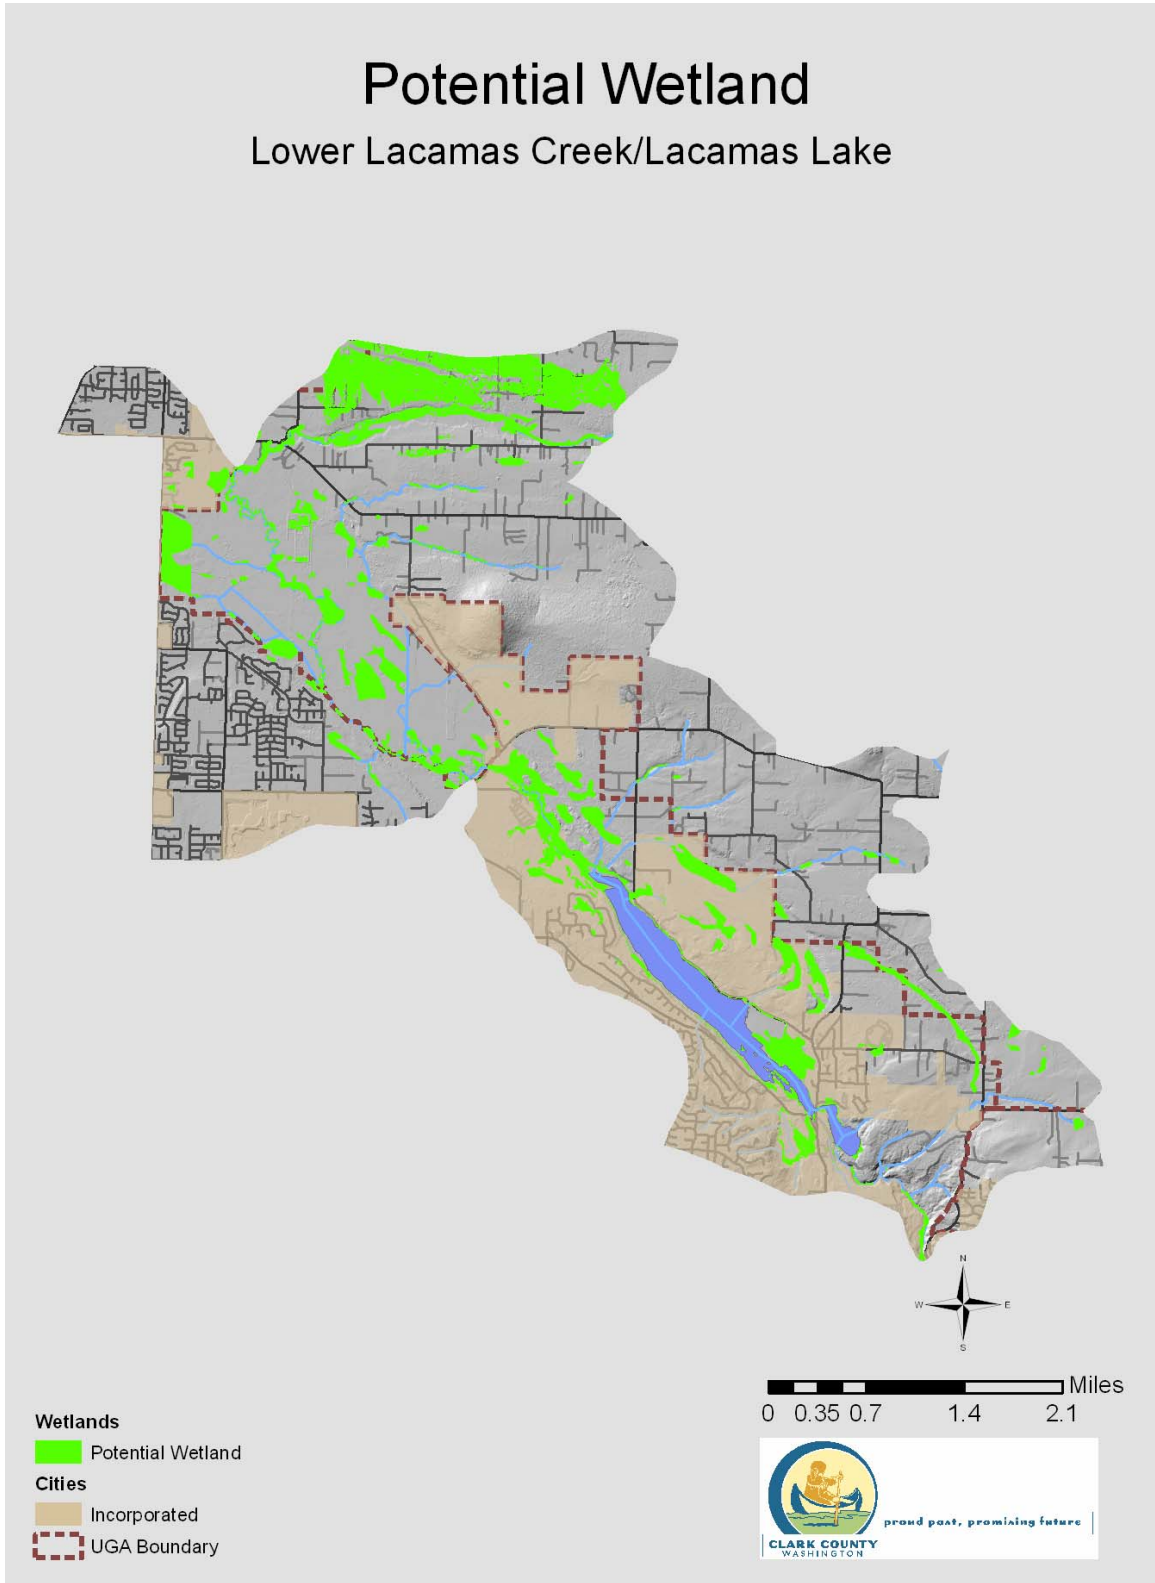 Potential Wetland
Lower Lacamas Creek/Lacamas Lake
N
W E
S
Miles
0 0.35 0.7 1.4 2.1
Wetlands
Potential Wetland
Cities
Incorporated
UGA Boundary
proud past, promising future
CLARK COUNTY
WASHINGTON